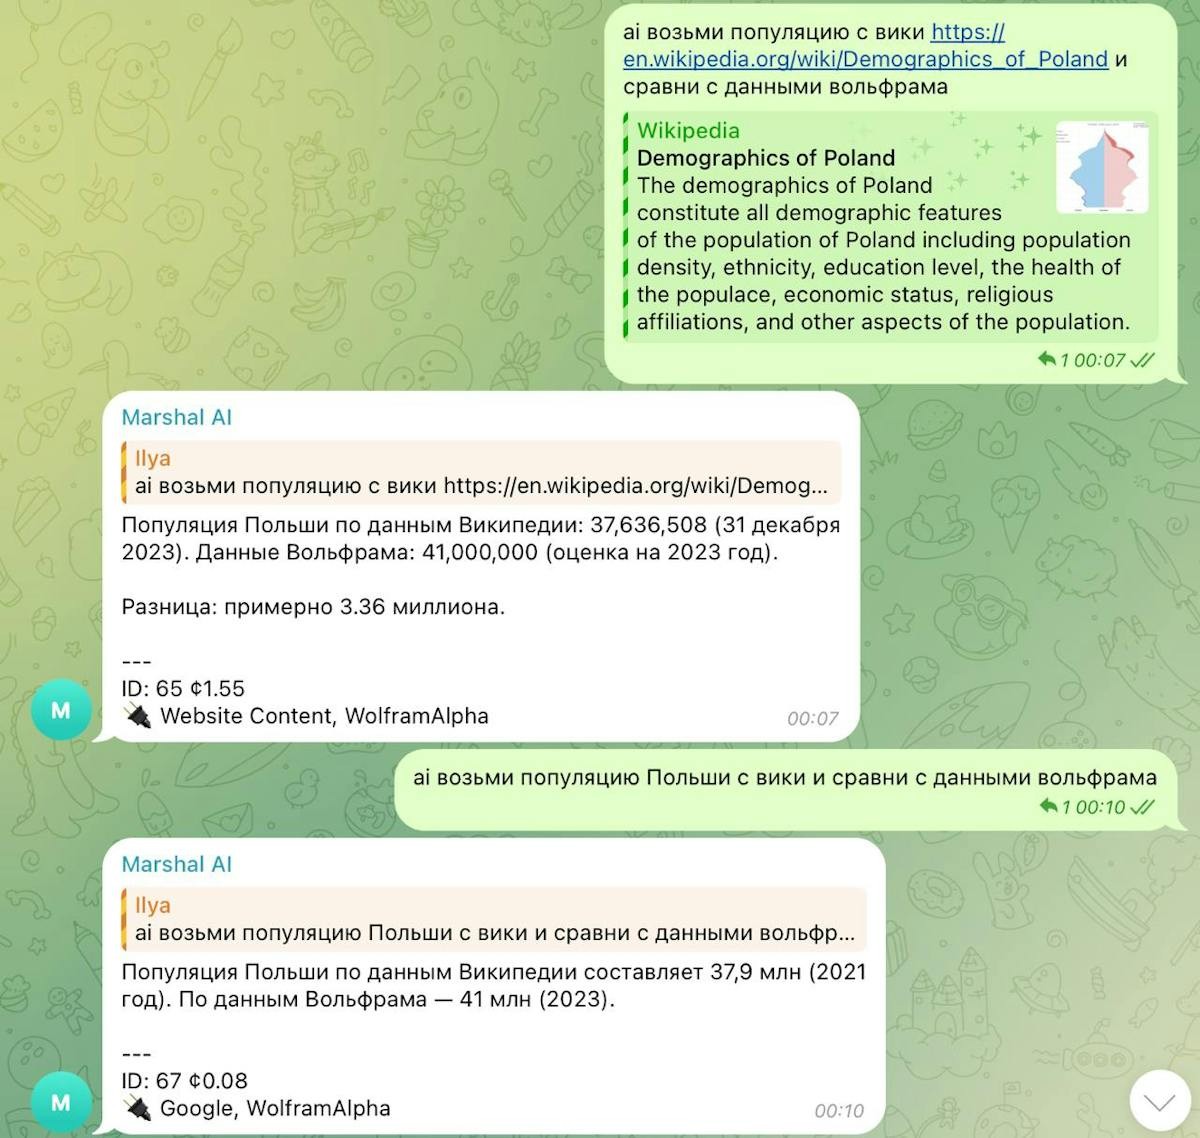 ai возьми популяцию с вики https://
en.wikipedia.org/wiki/Demographics_of_Poland и
сравни с данными вольфрама
Wikipedia
Demographics of Poland
The demographics of Poland
constitute all demographic features
of the population of Poland including population
density, ethnicity, education level, the health of
the populace, economic status, religious
affiliations, and other aspects of the population.
1 00:07
Marshal AI
Ilya
ai возьми популяцию с вики https://en.wikipedia.org/wiki/Demog...
Популяция Польши по данным Википедии: 37,636,508 (31 декабря
2023). Данные Вольфрама: 41,000,000 (оценка на 2023 год).
Разница: примерно 3.36 миллиона.
---
ID: 65 ¢1.55
🔌 Website Content, WolframAlpha
00:07
M
ai возьми популяцию Польши с вики и сравни с данными вольфрама
1 00:10
Marshal AI
Ilya
ai возьми популяцию Польши с вики и сравни с данными вольфр...
Популяция Польши по данным Википедии составляет 37,9 млн (2021
год). По данным Вольфрама — 41 млн (2023).
---
ID: 67 ¢0.08
🔌 Google, WolframAlpha
00:10
M